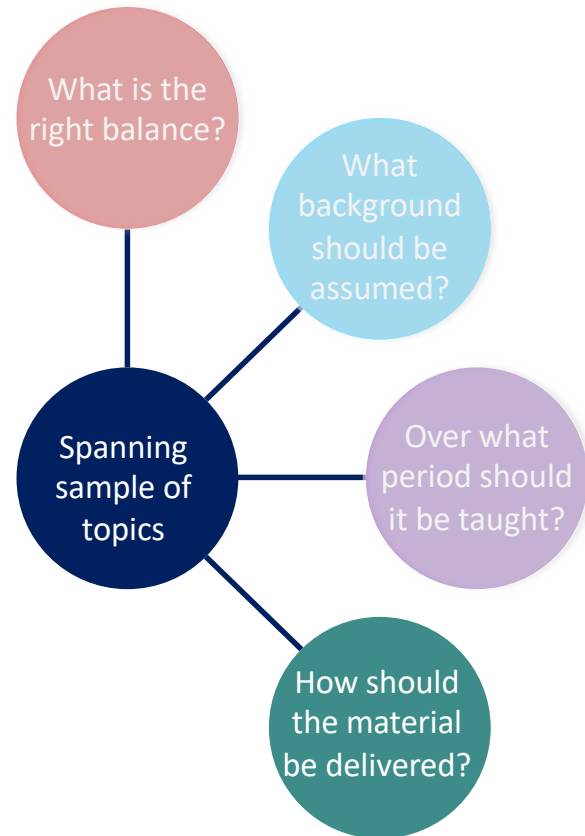 What is the
right balance?
What
background
should be
assumed?
Spanning
sample of
topics
Over what
period should
it be taught?
How should
the material
be delivered?